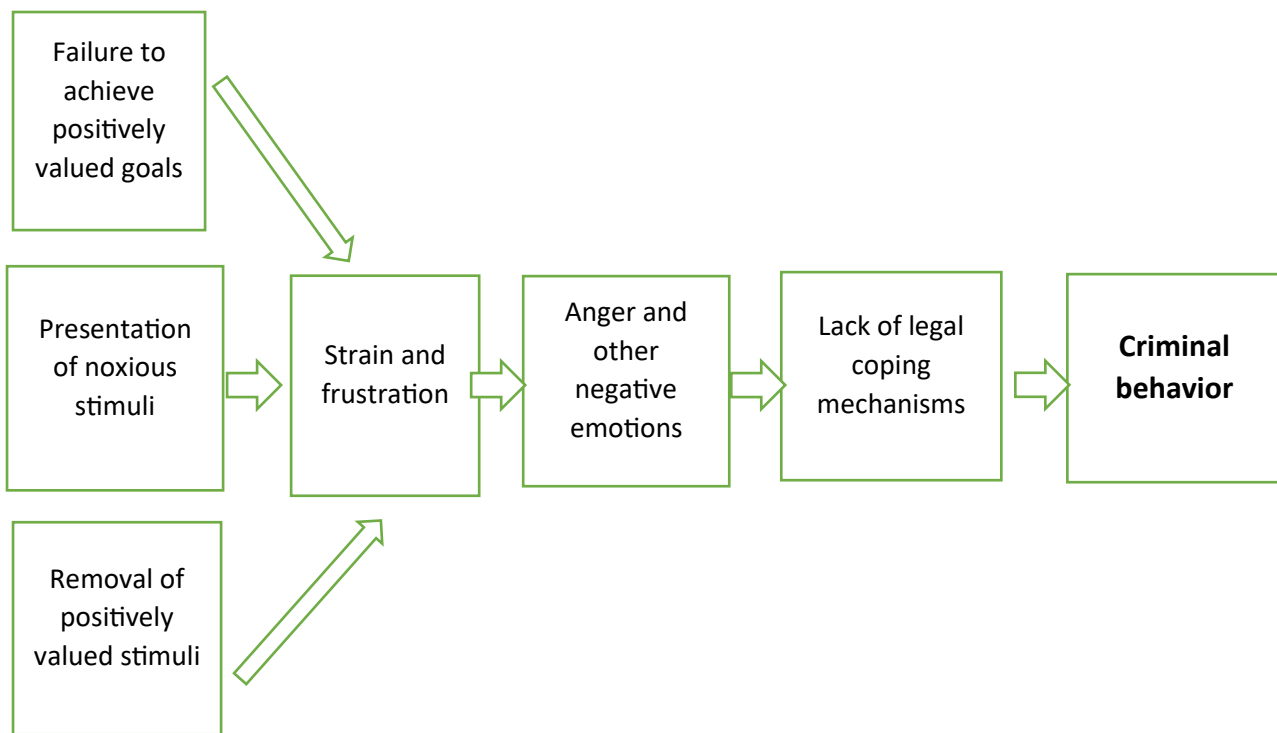 Failure to
achieve
positively
valued goals
Presentation
of noxious
stimuli
Removal of
positively
valued stimuli
Strain and
frustration
Anger and
other
negative
emotions
Lack of legal
coping
mechanisms
Criminal
behavior